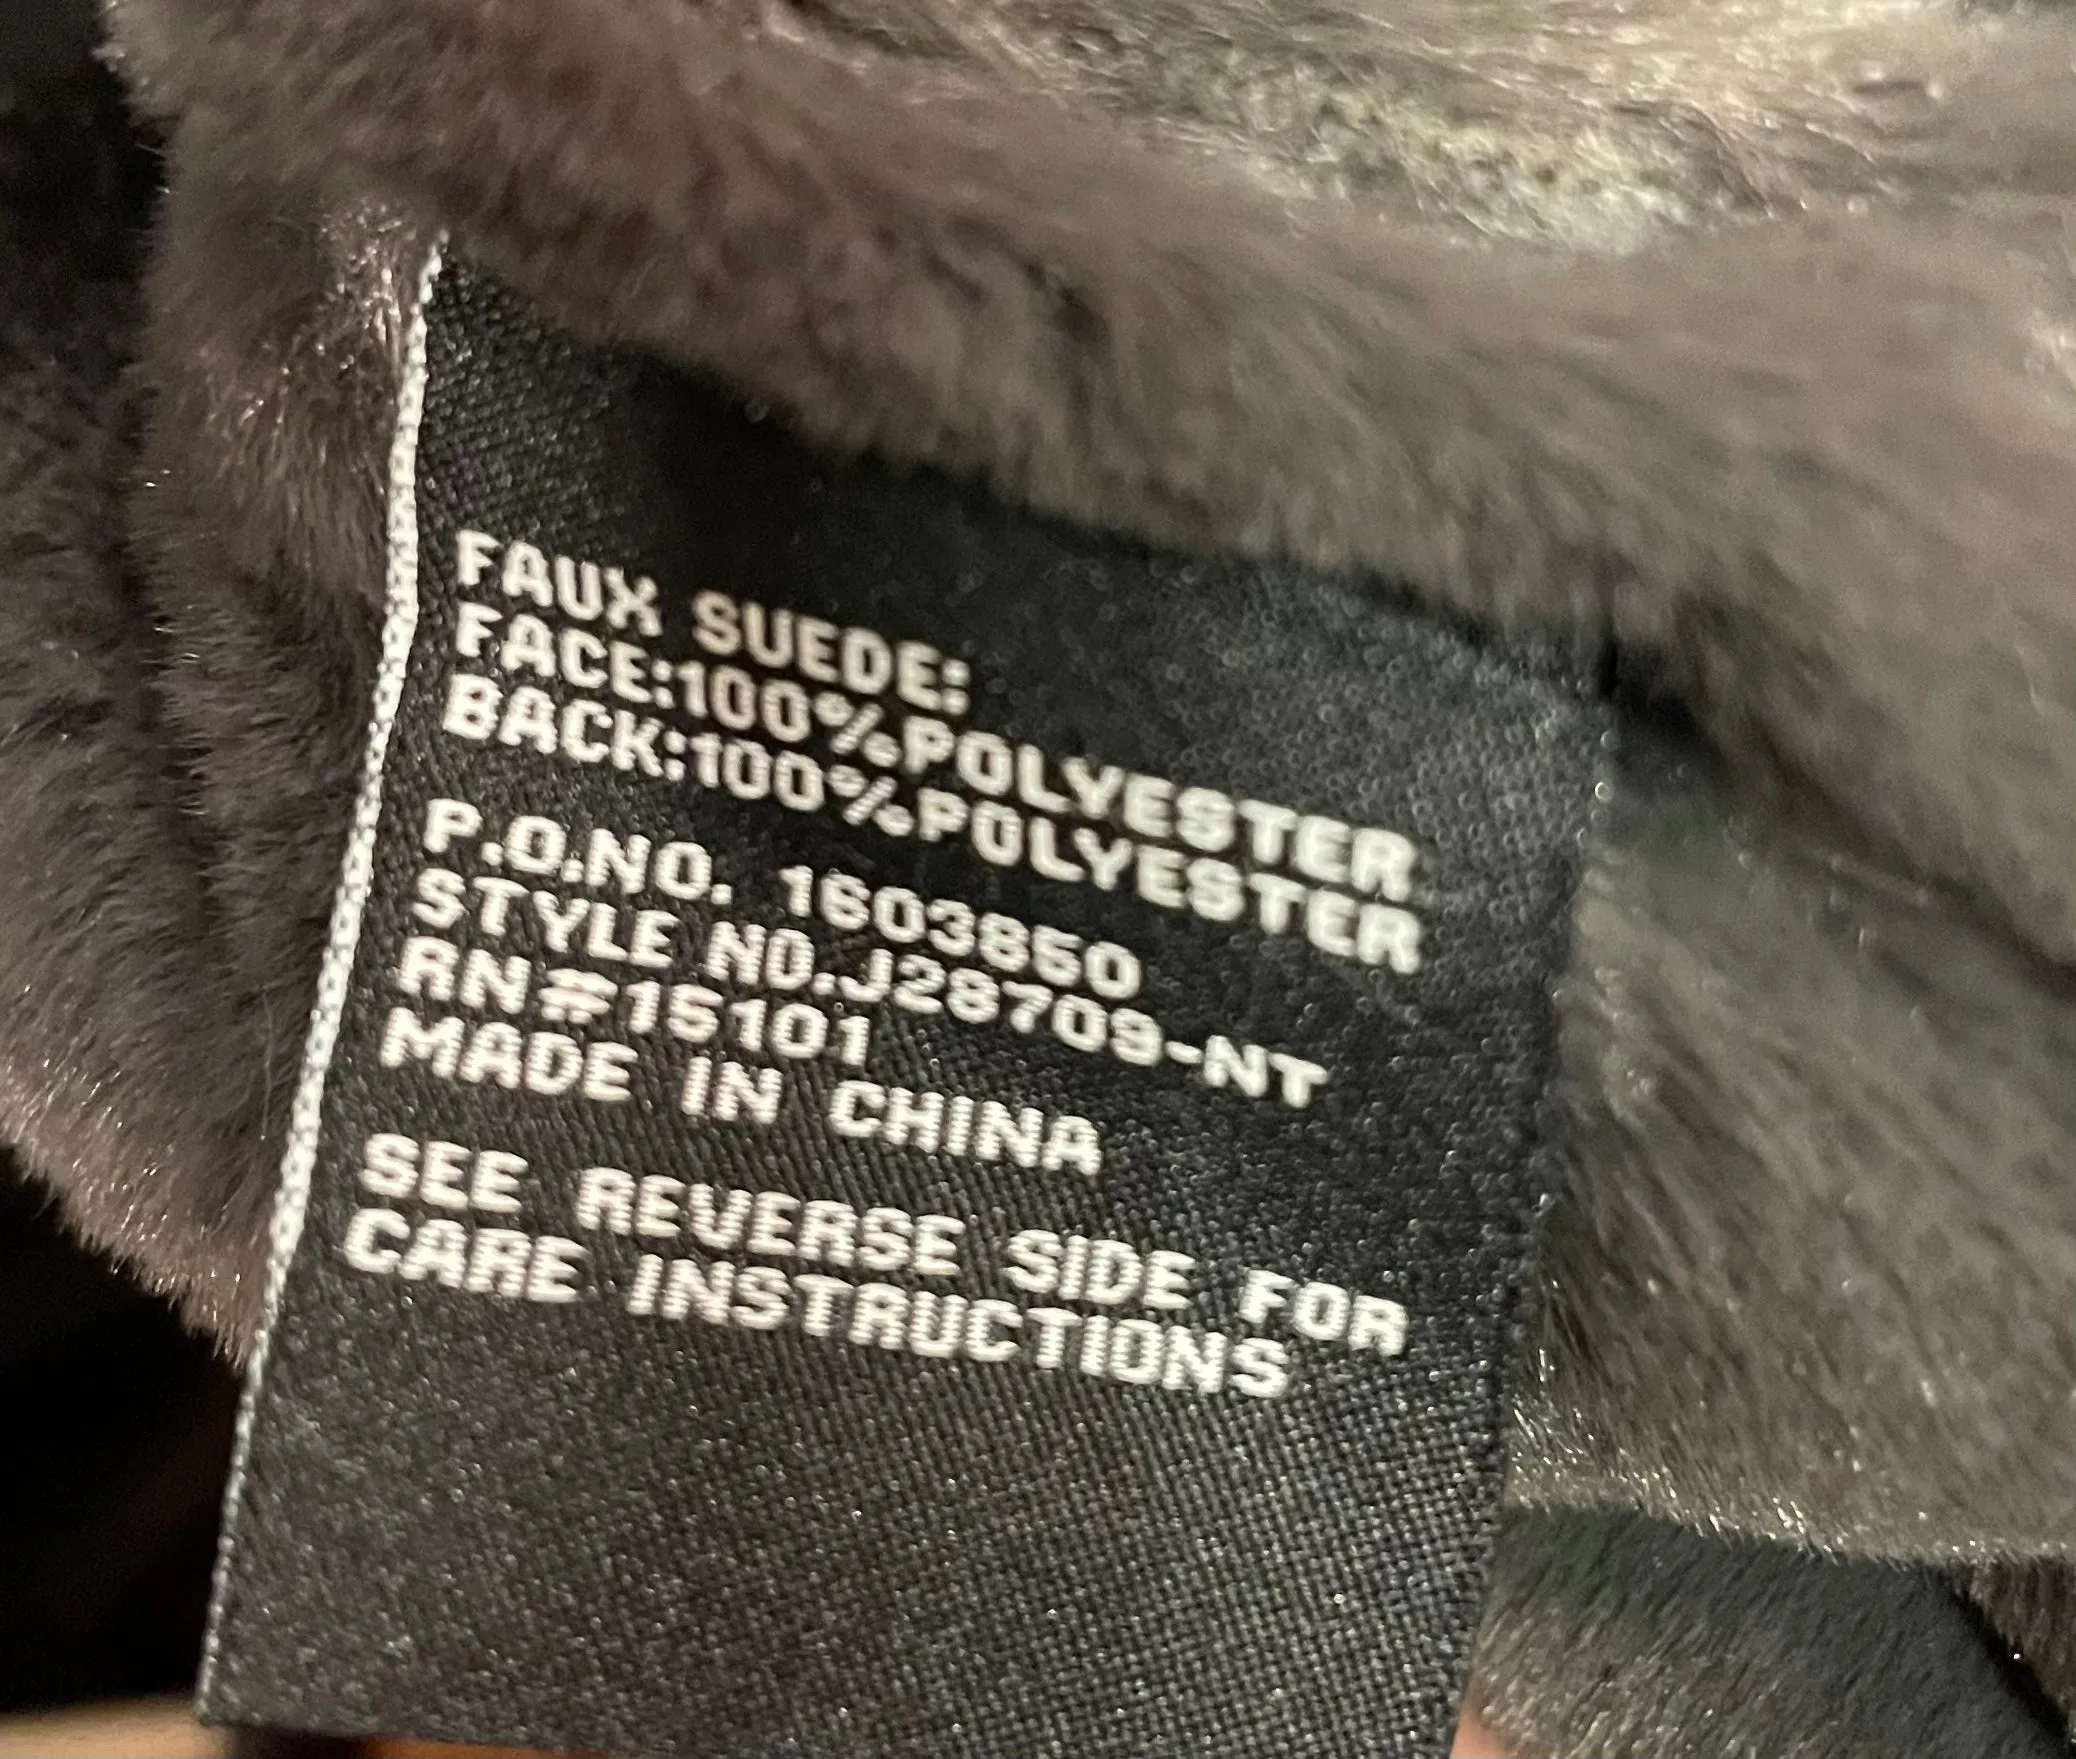 FAUX SUEDE:
FACE:100%POLYESTER
BACK:100%POLYESTER
P.O.NO. 1603850
STYLE NO.J28709-NT
RN#15101
MADE IN CHINA
SEE REVERSE SIDE FOR
CARE INSTRUCTIONS